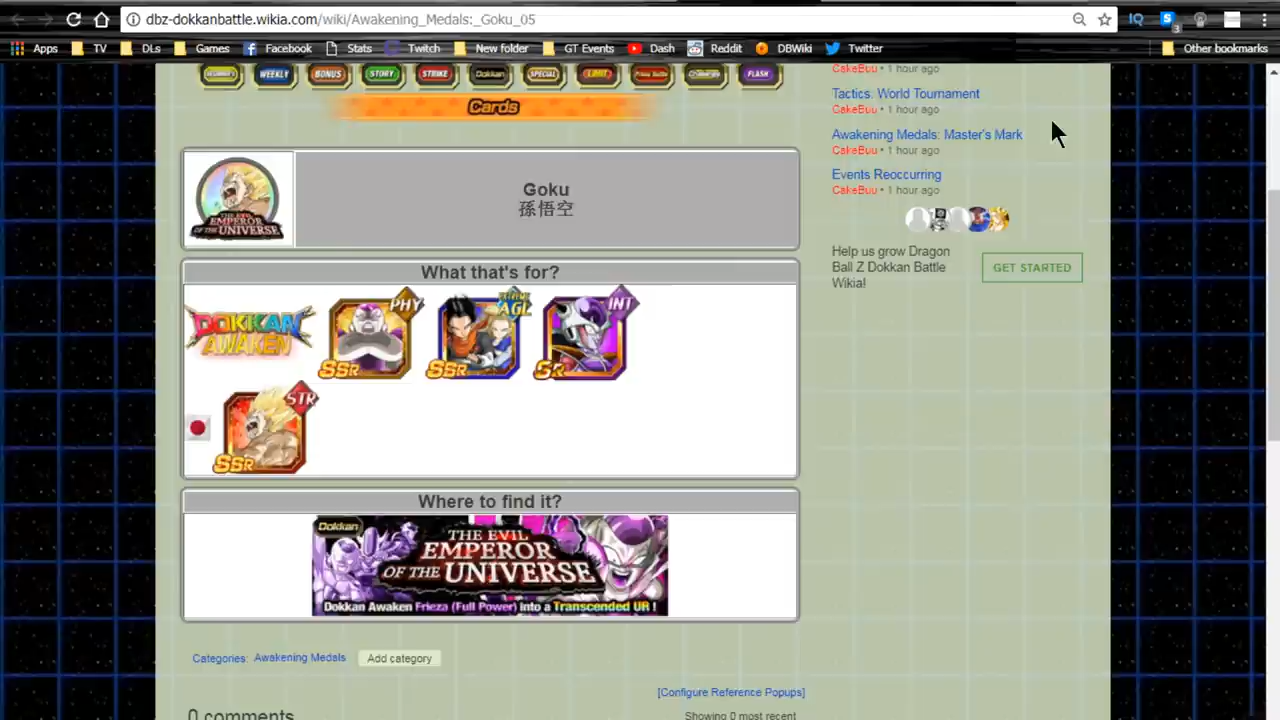 dbz-dokkanbattle.wikia.com/wiki/Awakening_Medals:_Goku_05
IQ
S
3
Apps
TV
DLs
Games
Facebook
Stats
Twitch
New folder
GT Events
Dash
Reddit
DBWiki
Twitter
Other bookmarks
WEEKLY
BONUS
STORY
STRIKE
Dokkan
SPECIAL
LIMIT
FLASH
Cards
CakeBuu • 1 hour ago
Tactics: World Tournament
CakeBuu • 1 hour ago
Awakening Medals: Master's Mark
CakeBuu • 1 hour ago
Events Reoccurring
CakeBuu • 1 hour ago
Help us grow Dragon
Ball Z Dokkan Battle
Wikia!
GET STARTED
THE EVIL
EMPEROR
OF THE UNIVERSE
Goku
孫悟空
What that's for?
DOKKAN
AWAKEN
PHY
SSR
EXTREME
AGL
SSR
INT
SR
STR
SSR
Where to find it?
Dokkan
THE EVIL
EMPEROR
OF THE UNIVERSE
Dokkan Awaken Frieza (Full Power) into a Transcended UR !
Categories: Awakening Medals
Add category
[Configure Reference Popups]
0 comments
Showing 0 most recent